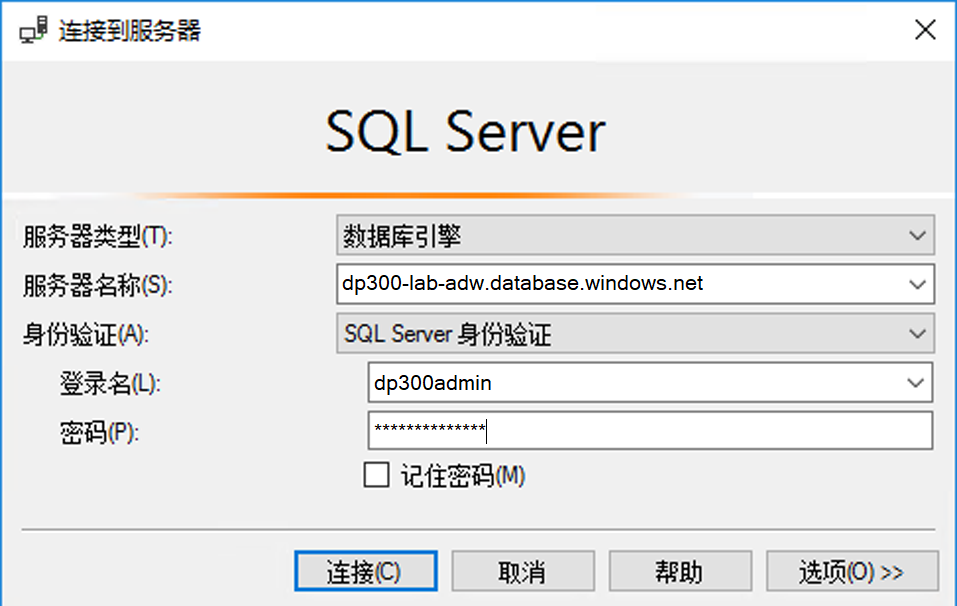 连接到服务器
SQL Server
服务器类型(T): 数据库引擎
服务器名称(S): dp300-lab-adw.database.windows.net
身份验证(A): SQL Server 身份验证
登录名(L): dp300admin
密码(P): **************
记住密码(M)
连接(C) 取消 帮助 选项(O) >>